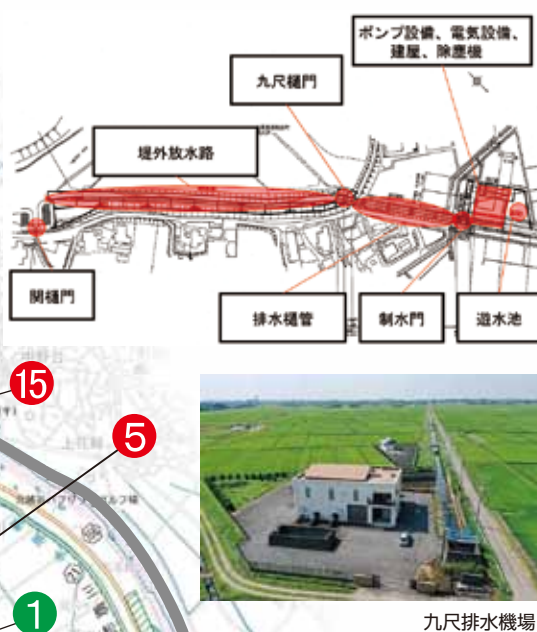 ポンプ設備、電気設備、
建屋、除塵機
九尺樋門
堤外放水路
関樋門
排水樋管
制水門
遊水池
15
5
1
九尺排水機場